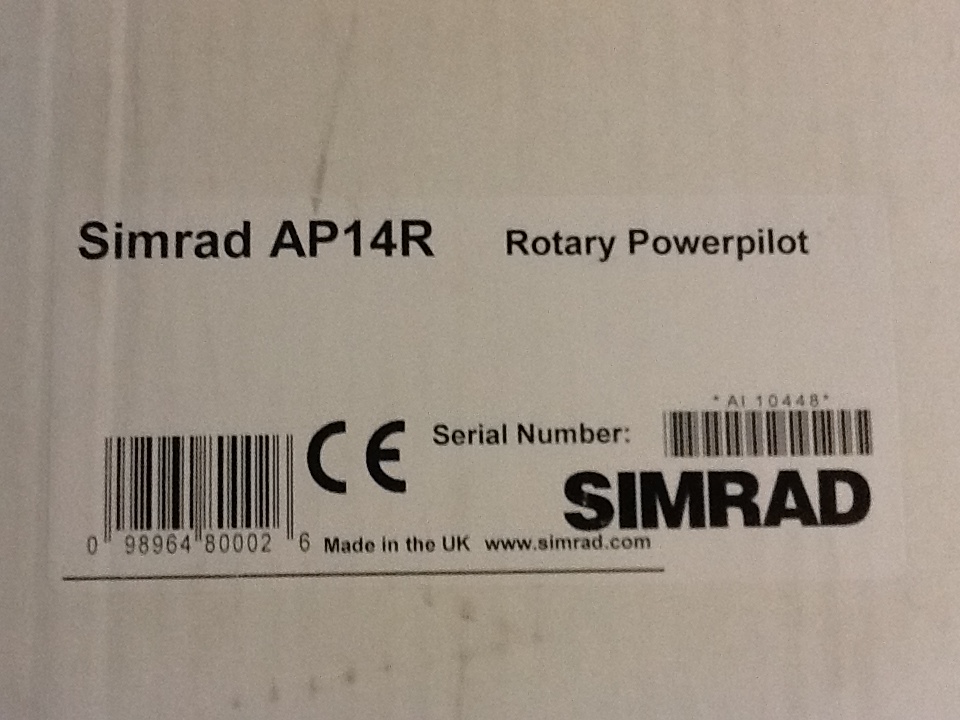 Simrad AP14R Rotary Powerpilot
*AI 10448*
Serial Number:
CE
SIMRAD
0 98964 80002 6
Made in the UK www.simrad.com